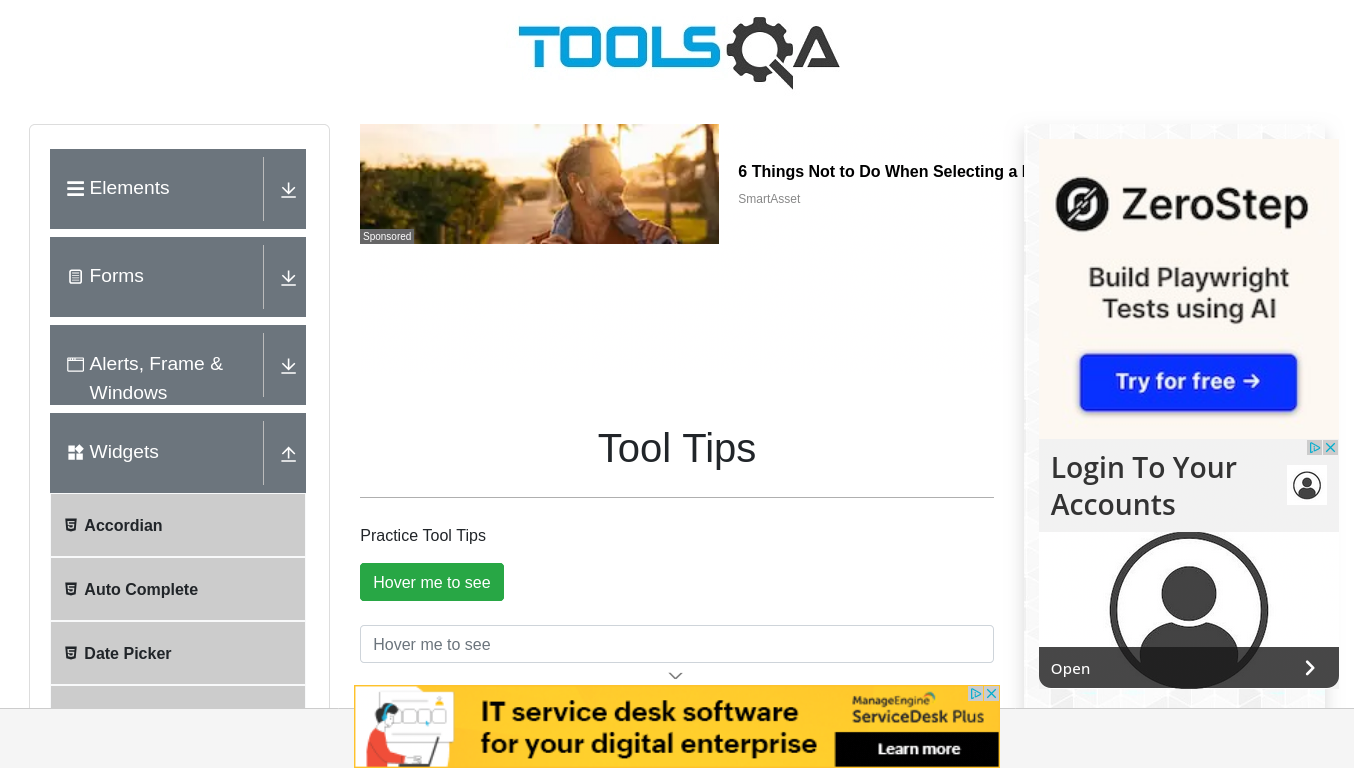 TOOLSQA
Elements
Forms
Alerts, Frame &
Windows
Widgets
Accordian
Auto Complete
Date Picker
Sponsored
6 Things Not to Do When Selecting a
SmartAsset
Tool Tips
Practice Tool Tips
Hover me to see
Hover me to see
ZeroStep
Build Playwright
Tests using AI
Try for free →
Login To Your
Accounts
Open
IT service desk software
for your digital enterprise
ManageEngine
ServiceDesk Plus
Learn more